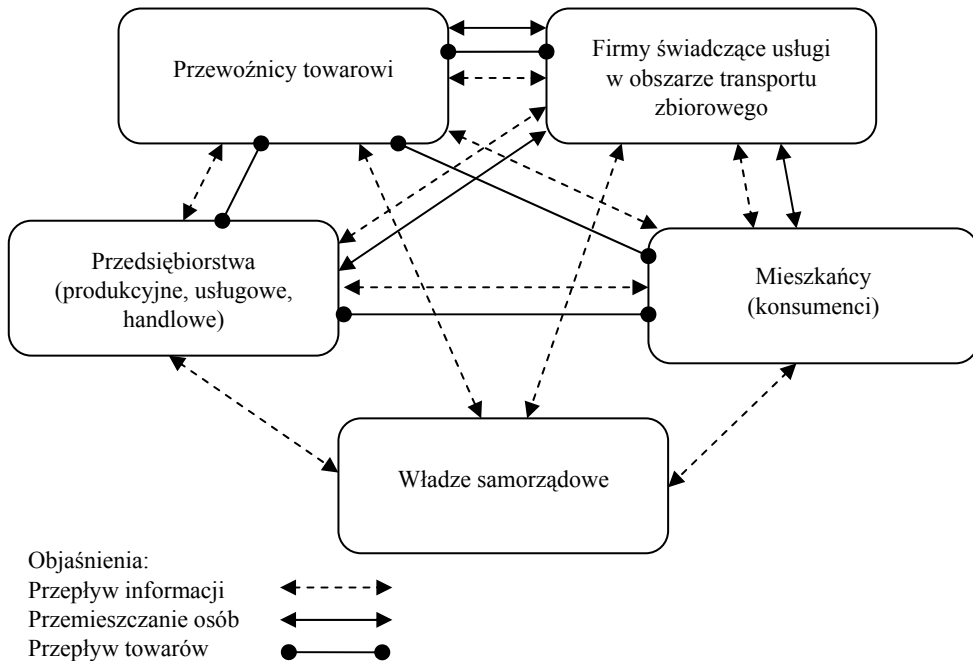 Przewoźnicy towarowi
Firmy świadczące usługi
w obszarze transportu
zbiorowego
Przedsiębiorstwa
(produkcyjne, usługowe,
handlowe)
Mieszkańcy
(konsumenci)
Władze samorządowe
Objaśnienia:
Przepływ informacji
Przemieszczanie osób
Przepływ towarów